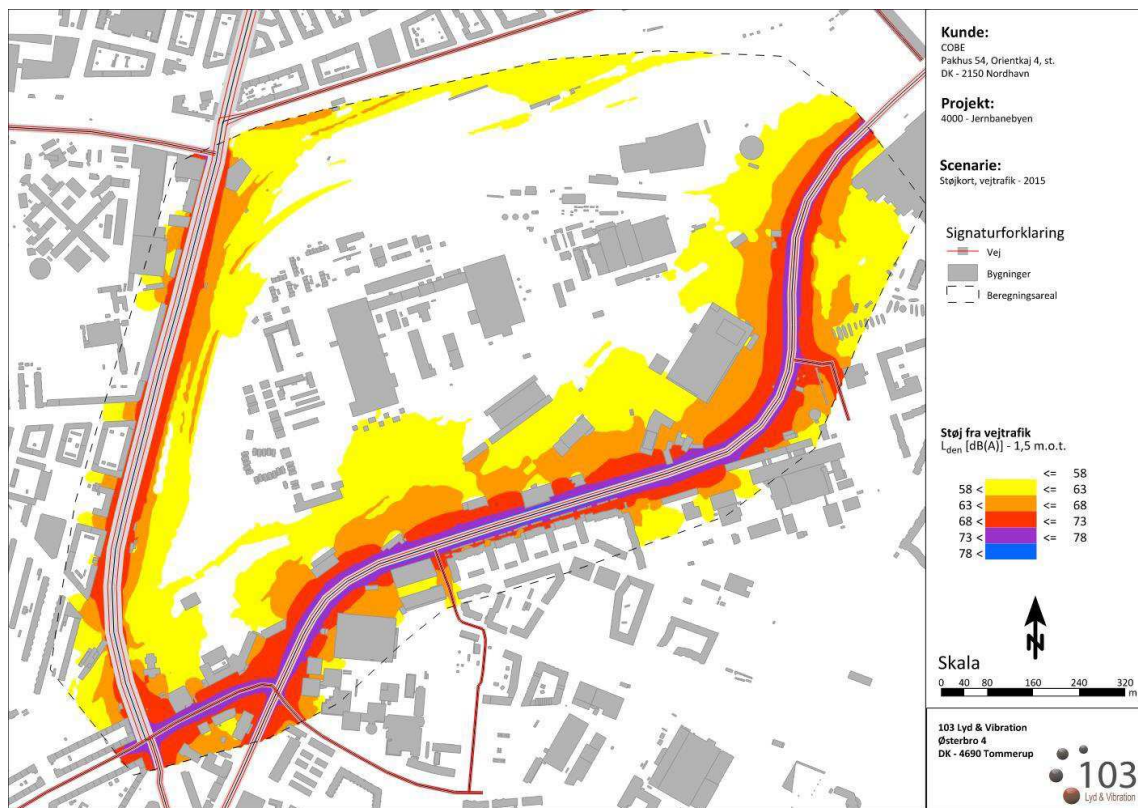 Kunde:
COBE
Pakhus 54, Orientkaj 4, st.
DK - 2150 Nordhavn
Projekt:
4000 - Jernbanebyen
Scenarie:
Støjkort, vejtrafik - 2015
Signaturforklaring
Vej
Bygninger
Beregningsareal
Støj fra vejtrafik
Lden [dB(A)] - 1,5 m.o.t.
<= 58
58 < <= 63
63 < <= 68
68 < <= 73
73 < <= 78
78 <
N
Skala
0 40 80 160 240 320
m
103 Lyd & Vibration
Østerbro 4
DK - 4690 Tommerup
103
Lyd & Vibration